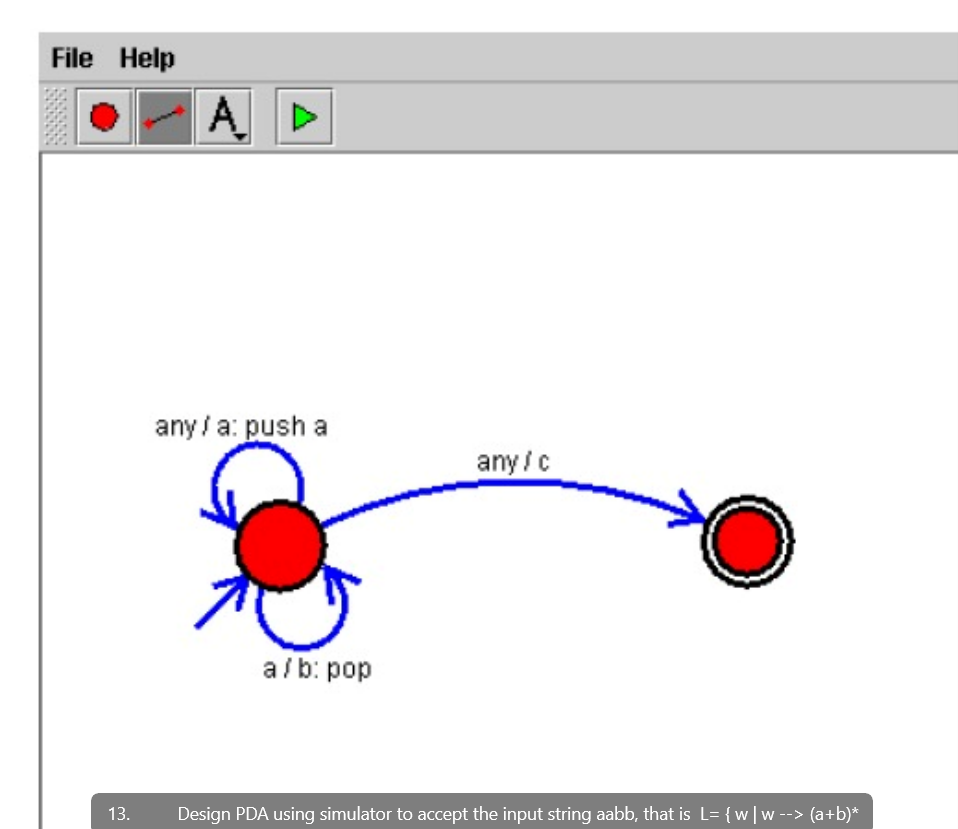 File Help
A
any / a: push a
any / c
a / b: pop
13. Design PDA using simulator to accept the input string aabb, that is L= { w | w --> (a+b)*